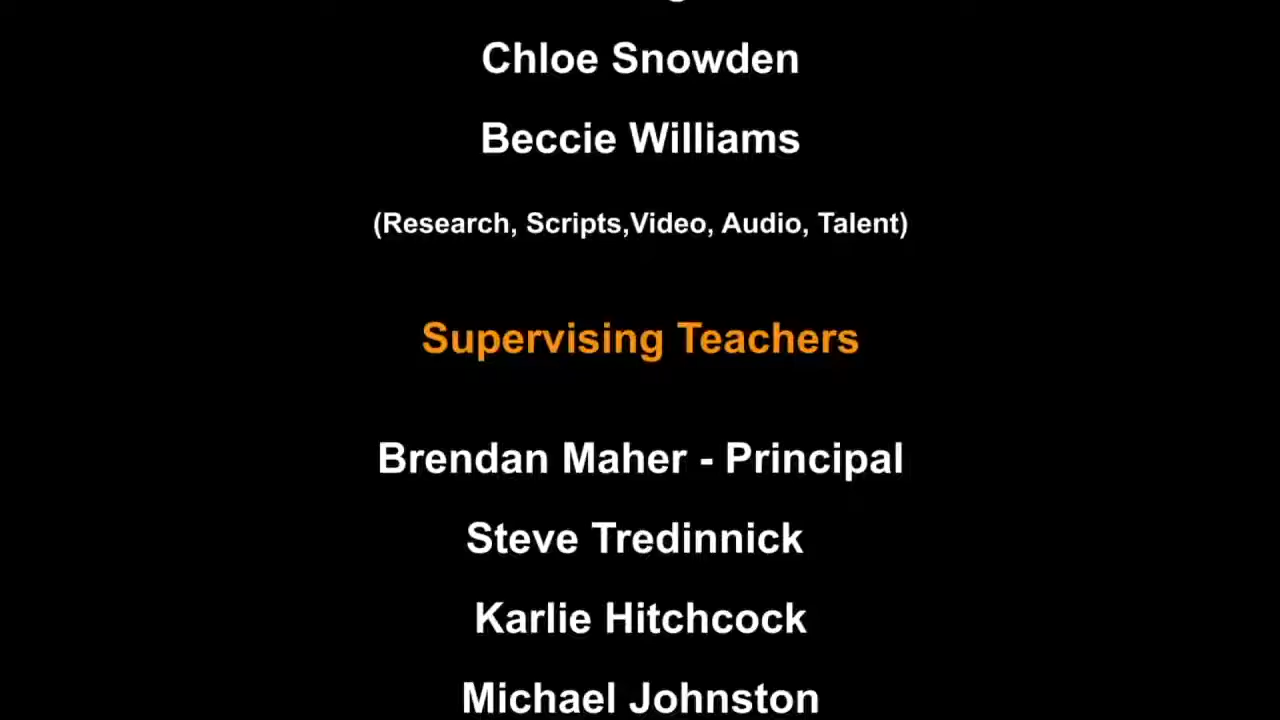 Chloe Snowden
Beccie Williams
(Research, Scripts,Video, Audio, Talent)
Supervising Teachers
Brendan Maher - Principal
Steve Tredinnick
Karlie Hitchcock
Michael Johnston